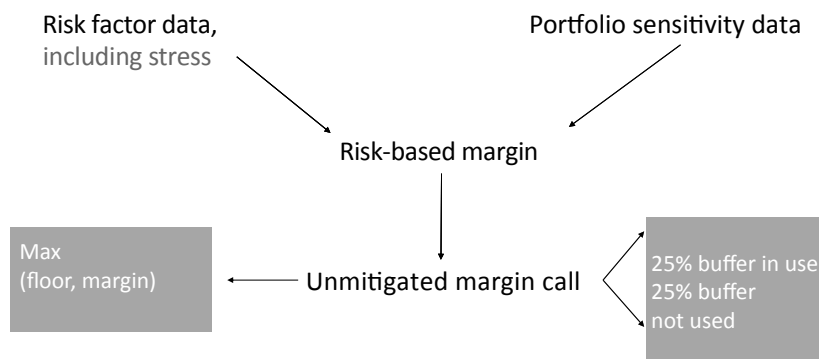 Risk factor data,
including stress
Portfolio sensitivity data
Risk-based margin
Max
(floor, margin)
Unmitigated margin call
25% buffer in use
25% buffer
not used